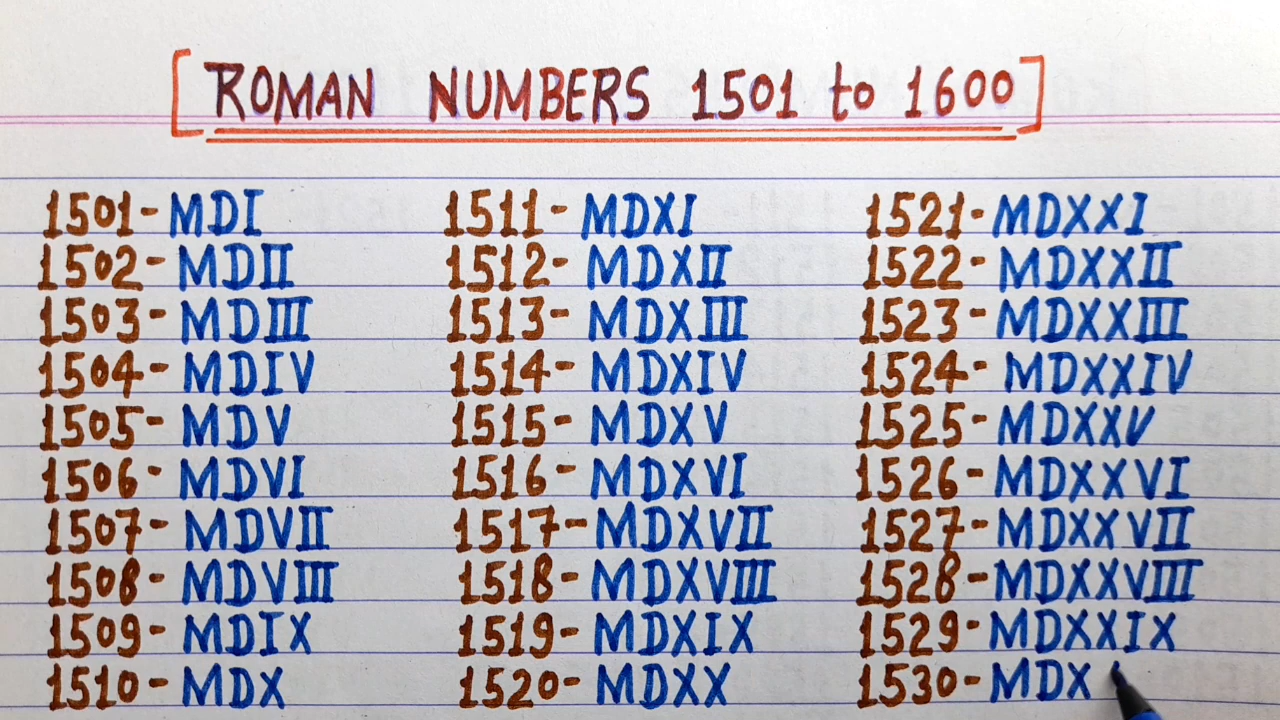 [ROMAN NUMBERS 1501 to 1600]
1501- MDI
1502- MDII
1503- MDIII
1504- MDIV
1505- MDV
1506- MDVI
1507- MDVII
1508- MDVIII
1509- MDIX
1510- MDX
1511- MDXI
1512- MDXII
1513- MDXIII
1514- MDXIV
1515- MDXV
1516- MDXVI
1517- MDXVII
1518- MDXVIII
1519- MDXIX
1520- MDXX
1521- MDXXI
1522- MDXXII
1523- MDXXIII
1524- MDXXIV
1525- MDXXV
1526- MDXXVI
1527- MDXXVII
1528- MDXXVIII
1529- MDXXIX
1530- MDX